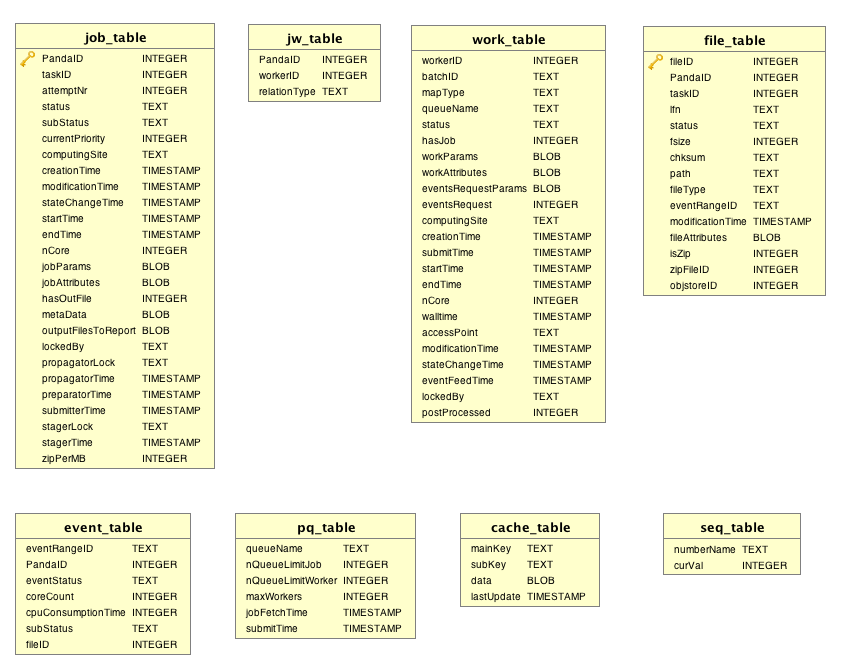 job_table
PandaID INTEGER
taskID INTEGER
attemptNr INTEGER
status TEXT
subStatus TEXT
currentPriority INTEGER
computingSite TEXT
creationTime TIMESTAMP
modificationTime TIMESTAMP
stateChangeTime TIMESTAMP
startTime TIMESTAMP
endTime TIMESTAMP
nCore INTEGER
jobParams BLOB
jobAttributes BLOB
hasOutFile INTEGER
metaData BLOB
outputFilesToReport BLOB
lockedBy TEXT
propagatorLock TEXT
propagatorTime TIMESTAMP
preparatorTime TIMESTAMP
submitterTime TIMESTAMP
stagerLock TEXT
stagerTime TIMESTAMP
zipPerMB INTEGER
jw_table
PandaID INTEGER
workerID INTEGER
relationType TEXT
work_table
workerID INTEGER
batchID TEXT
mapType TEXT
queueName TEXT
status TEXT
hasJob INTEGER
workParams BLOB
workAttributes BLOB
eventsRequestParams BLOB
eventsRequest INTEGER
computingSite TEXT
creationTime TIMESTAMP
submitTime TIMESTAMP
startTime TIMESTAMP
endTime TIMESTAMP
nCore INTEGER
walltime TIMESTAMP
accessPoint TEXT
modificationTime TIMESTAMP
stateChangeTime TIMESTAMP
eventFeedTime TIMESTAMP
lockedBy TEXT
postProcessed INTEGER
file_table
fileID INTEGER
PandaID INTEGER
taskID INTEGER
lfn TEXT
status TEXT
fsize INTEGER
chksum TEXT
path TEXT
fileType TEXT
eventRangeID TEXT
modificationTime TIMESTAMP
fileAttributes BLOB
isZip INTEGER
zipFileID INTEGER
objstoreID INTEGER
event_table
eventRangeID TEXT
PandaID INTEGER
eventStatus TEXT
coreCount INTEGER
cpuConsumptionTime INTEGER
subStatus TEXT
fileID INTEGER
pq_table
queueName TEXT
nQueueLimitJob INTEGER
nQueueLimitWorker INTEGER
maxWorkers INTEGER
jobFetchTime TIMESTAMP
submitTime TIMESTAMP
cache_table
mainKey TEXT
subKey TEXT
data BLOB
lastUpdate TIMESTAMP
seq_table
numberName TEXT
curVal INTEGER